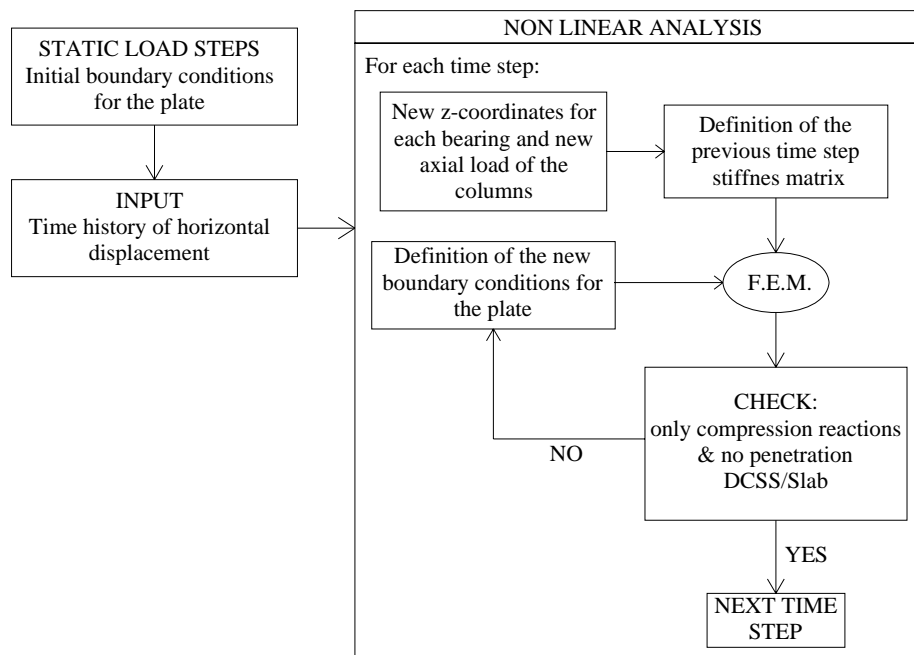 STATIC LOAD STEPS
Initial boundary conditions
for the plate
INPUT
Time history of horizontal
displacement
NON LINEAR ANALYSIS
For each time step:
New z-coordinates for
each bearing and new
axial load of the
columns
Definition of the
previous time step
stiffnes matrix
Definition of the new
boundary conditions for
the plate
F.E.M.
CHECK:
only compression reactions
& no penetration
DCSS/Slab
NO
YES
NEXT TIME
STEP